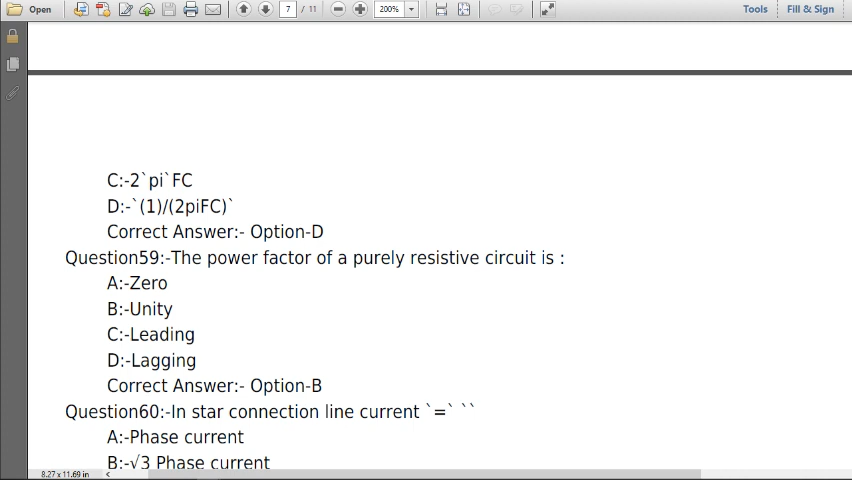 Open 7 / 11 200% Tools Fill & Sign
C:-2`pi`FC
D:-`(1)/(2piFC)`
Correct Answer:- Option-D
Question59:-The power factor of a purely resistive circuit is :
A:-Zero
B:-Unity
C:-Leading
D:-Lagging
Correct Answer:- Option-B
Question60:-In star connection line current `=` ``
A:-Phase current
B:-√3 Phase current
8.27 x 11.69 in